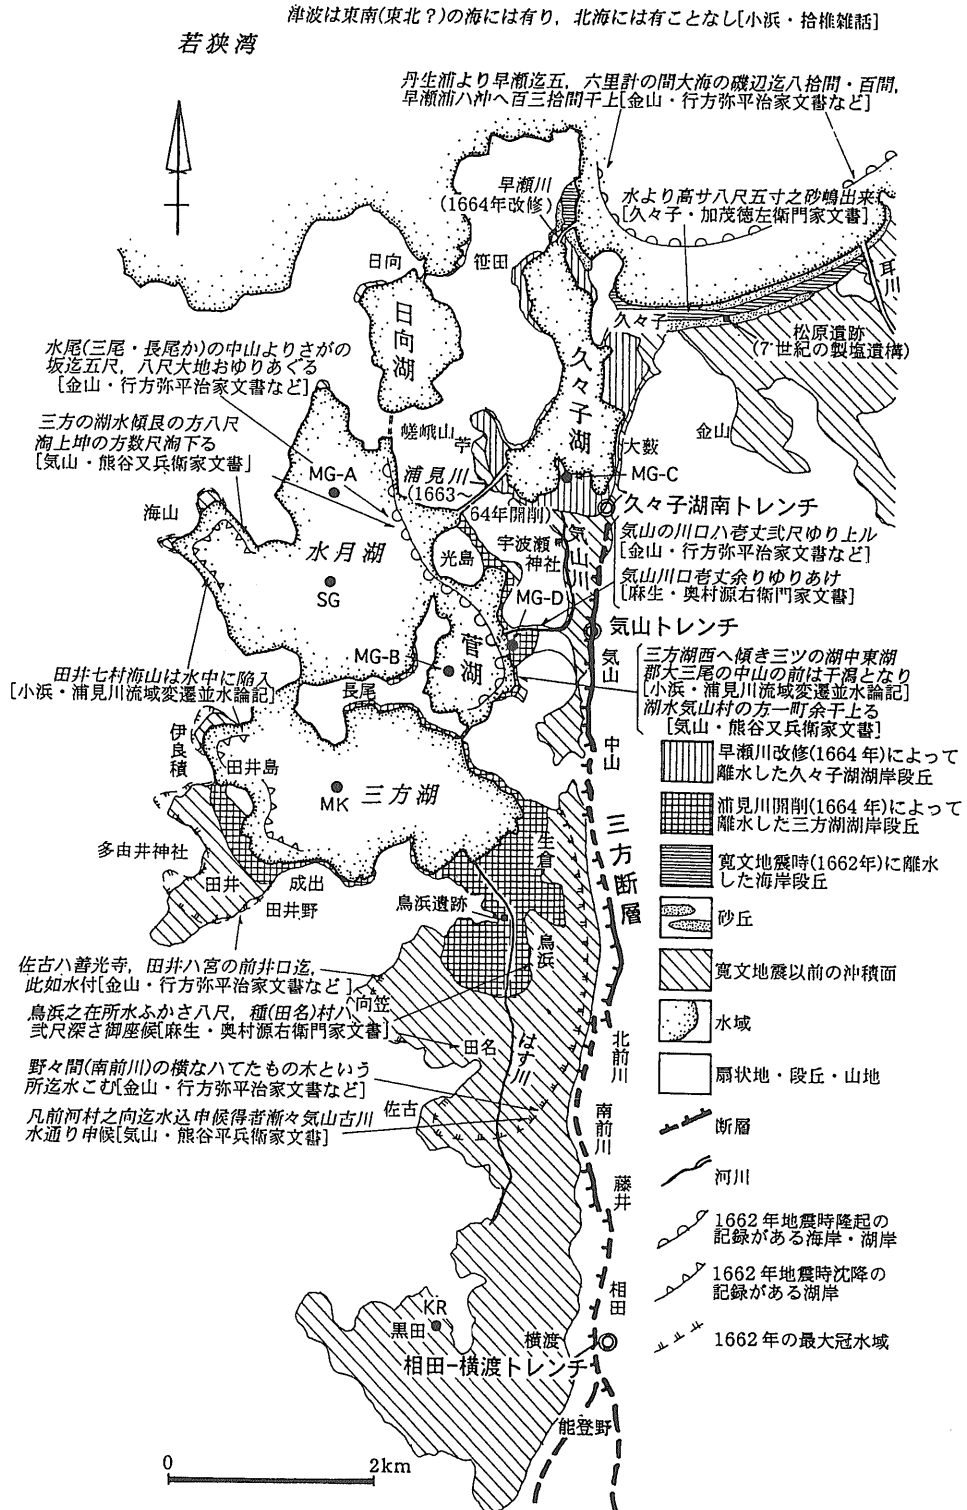 津波は東南(東北？)の海には有り，北海には有ことなし[小浜・拾椎雑話]
若狭湾
丹生浦より早瀬迄五，六里計の間大海の磯辺迄八拾間・百間，
早瀬浦ハ沖へ百三拾間干上[金山・行方弥平治家文書など]
早瀬川
(1664年改修)
水より高サ八尺五寸之砂嶋出来
[久々子・加茂徳左衛門家文書]
日向
笹田
耳川
日向湖
久々子湖
久々子
松原遺跡
(7世紀の製塩遺構)
水尾(三尾・長尾か)の中山よりさがの
坂迄五尺，八尺大地おゆりあぐる
[金山・行方弥平治家文書など]
三方の湖水傾艮の方八尺
淘上坤の方数尺淘下る
[気山・熊谷又兵衛家文書]
嵯峨山
苧
大薮
金山
MG-A
浦見川
(1663〜
64年開削)
MG-C
久々子湖南トレンチ
海山
水月湖
光島
宇波瀬
神社
気山川
気山の川口ハ壱丈弐尺ゆり上ル
[金山・行方弥平治家文書など]
気山川口壱丈余りゆりあけ
[麻生・奥村源右衛門家文書]
SG
MG-D
気山トレンチ
MG-B
菅湖
気山
田井七村海山は水中に陥入
[小浜・浦見川流域変遷並水論記]
長尾
三方湖西へ傾き三ツの湖中東湖
郡大三尾の中山の前は干潟となり
[小浜・浦見川流域変遷並水論記]
湖水気山村の方一町余干上る
[気山・熊谷又兵衛家文書]
伊良積
田井島
MK
三方湖
中山
早瀬川改修(1664年)によって
離水した久々子湖湖岸段丘
浦見川開削(1664年)によって
離水した三方湖湖岸段丘
多由井神社
田井
成出
田井野
生倉
三方断層
寛文地震時(1662年)に離水
した海岸段丘
鳥浜遺跡
鳥浜
砂丘
佐古ハ善光寺，田井ハ宮の前井口迄，
此如水付[金山・行方弥平治家文書など]
向笠
寛文地震以前の沖積面
鳥浜之在所水ふかさ八尺，種(田名)村ハ
弐尺深さ御座候[麻生・奥村源右衛門家文書]
田名
はす川
北前川
水域
野々間(南前川)の横なハてたもの木という
所迄水こむ[金山・行方弥平治家文書など]
佐古
扇状地・段丘・山地
凡前河村之向迄水込申候得者漸々気山古川
水通り申候[気山・熊谷平兵衛家文書]
南前川
断層
藤井
河川
1662年地震時隆起の
記録がある海岸・湖岸
1662年地震時沈降の
記録がある湖岸
相田
KR
黒田
横渡
1662年の最大冠水域
相田−横渡トレンチ
能登野
0
2km